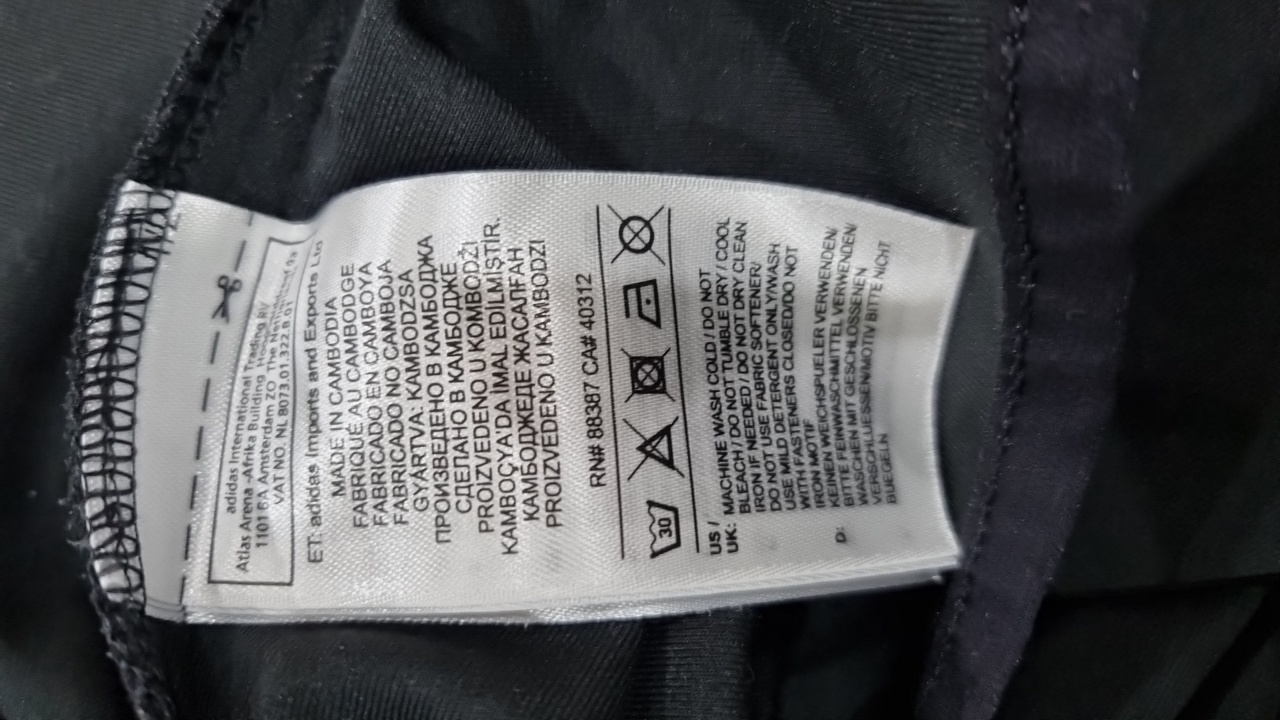 adidas International Trading BV
Atlas Arena -Afrika Building
1101 6A Amsterdam ZO The
VAT NO. NL 8073.01.322.B.01
ET: adidas Imports and Exports Ltd
MADE IN CAMBODIA
FABRIQUÉ AU CAMBODGE
FABRICADO EN CAMBOYA
FABRICADO NO CAMBOJA
GYÁRTVA: KAMBODZSA
ПРОИЗВЕДЕНО В КАМБОДЖА
СДЕЛАНО В КАМБОДЖЕ
PROIZVEDENO U KOMBODŽI
KAMBOÇYA'DA İMAL EDİLMİŞTİR.
КАМБОДЖЕДЕ ЖАСАЛҒАН
PROIZVEDENO U KAMBODZI
RN# 88387 CA# 40312
30
US / UK: MACHINE WASH COLD / DO NOT
BLEACH / DO NOT TUMBLE DRY / COOL
IRON IF NEEDED / DO NOT DRY CLEAN
DO NOT USE FABRIC SOFTENER/
USE MILD DETERGENT ONLY/WASH
WITH FASTENERS CLOSED/DO NOT
IRON MOTIF
D: KEINEN WEICHSPUELER VERWENDEN/
BITTE FEINWASCHMITTEL VERWENDEN/
WASCHEN MIT GESCHLOSSENEN
VERSCHLUESSEN/MOTIV BITTE NICHT
BUEGELN